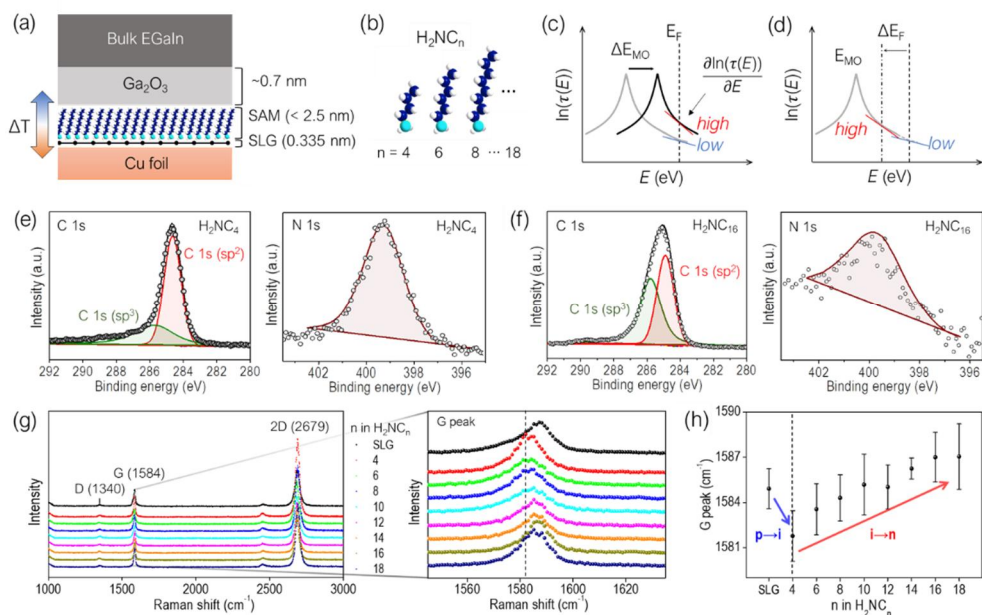 (a)
Bulk EGaIn
Ga₂O₃
~0.7 nm
ΔT
SAM (< 2.5 nm)
SLG (0.335 nm)
Cu foil
(b)
H₂NCₙ
...
n = 4 6 8 ··· 18
(c)
ln(τ(E))
ΔE_MO
E_F
∂ln(τ(E))
∂E
high
low
E (eV)
(d)
ln(τ(E))
E_MO
ΔE_F
high
low
E (eV)
(e)
C 1s
H₂NC₄
C 1s (sp²)
C 1s (sp³)
Intensity (a.u.)
292 290 288 286 284 282 280
Binding energy (eV)
N 1s
H₂NC₄
Intensity (a.u.)
402 400 398 396
Binding energy (eV)
(f)
C 1s
H₂NC₁₆
C 1s (sp²)
C 1s (sp³)
Intensity (a.u.)
292 290 288 286 284 282 280
Binding energy (eV)
N 1s
H₂NC₁₆
Intensity (a.u.)
402 400 398 396
Binding energy (eV)
(g)
2D (2679)
G (1584)
D (1340)
Intensity
1000 1500 2000 2500 3000
Raman shift (cm⁻¹)
n in H₂NCₙ
SLG
4
6
8
10
12
14
16
18
G peak
Intensity
1560 1580 1600 1620
Raman shift (cm⁻¹)
(h)
G peak (cm⁻¹)
1590
1587
1584
1581
p→i
i→n
SLG 4 6 8 10 12 14 16 18
n in H₂NCₙ